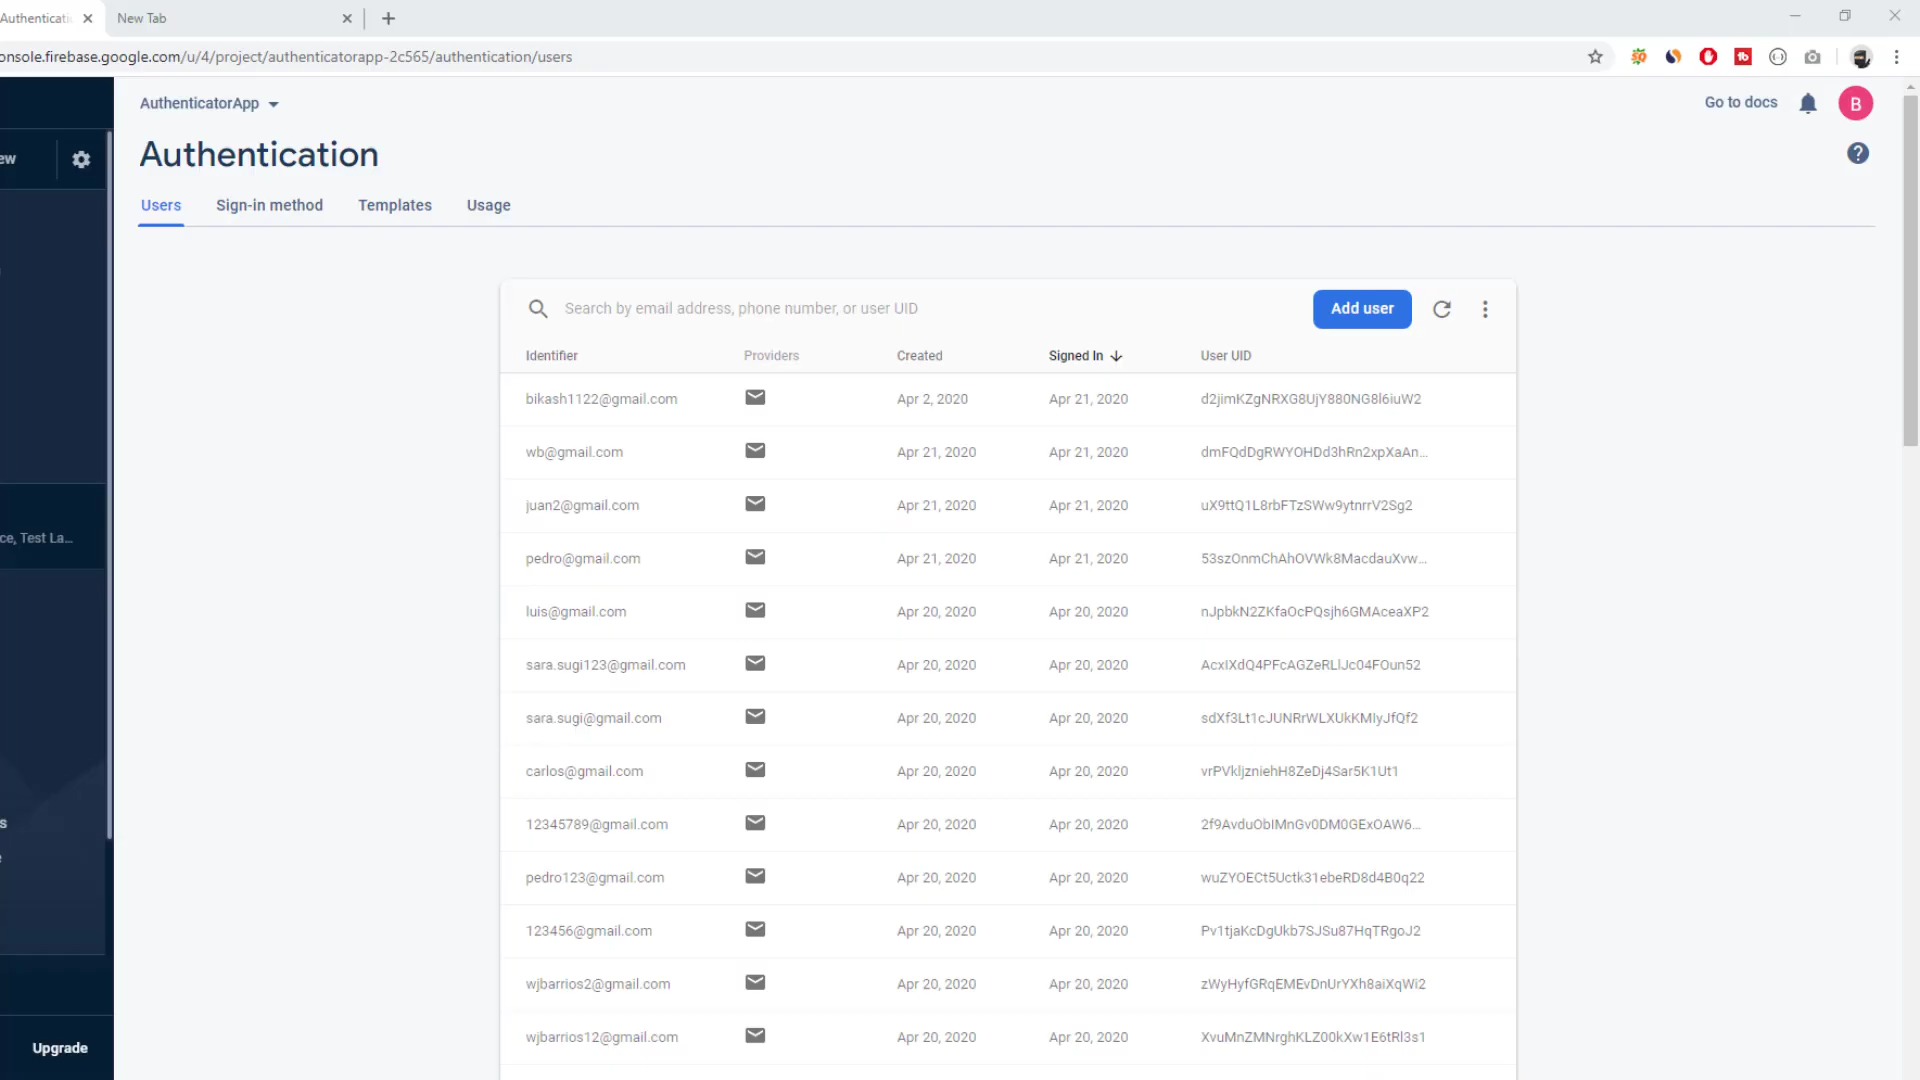 Authenticatio
New Tab
onsole.firebase.google.com/u/4/project/authenticatorapp-2c565/authentication/users
AuthenticatorApp
Go to docs
B
ew
Authentication
?
Users Sign-in method Templates Usage
Search by email address, phone number, or user UID
Add user
Identifier Providers Created Signed In User UID
bikash1122@gmail.com Apr 2, 2020 Apr 21, 2020 d2jimKZgNRXG8UjY880NG8l6iuW2
wb@gmail.com Apr 21, 2020 Apr 21, 2020 dmFQdDgRWYOHDd3hRn2xpXaAn...
juan2@gmail.com Apr 21, 2020 Apr 21, 2020 uX9ttQ1L8rbFTzSWw9ytnrrV2Sg2
pedro@gmail.com Apr 21, 2020 Apr 21, 2020 53szOnmChAhOVWk8MacdauXvw...
ce, Test La...
luis@gmail.com Apr 20, 2020 Apr 20, 2020 nJpbkN2ZKfaOcPQsjh6GMAceaXP2
sara.sugi123@gmail.com Apr 20, 2020 Apr 20, 2020 AcxIXdQ4PFcAGZeRLlJc04FOun52
sara.sugi@gmail.com Apr 20, 2020 Apr 20, 2020 sdXf3Lt1cJUNRrWLXUkKMIyJfQf2
carlos@gmail.com Apr 20, 2020 Apr 20, 2020 vrPVkljzniehH8ZeDj4Sar5K1Ut1
12345789@gmail.com Apr 20, 2020 Apr 20, 2020 2f9AvduObIMnGv0DM0GExOAW6...
pedro123@gmail.com Apr 20, 2020 Apr 20, 2020 wuZYOECt5Uctk31ebeRD8d4B0q22
123456@gmail.com Apr 20, 2020 Apr 20, 2020 Pv1tjaKcDgUkb7SJSu87HqTRgoJ2
wjbarrios2@gmail.com Apr 20, 2020 Apr 20, 2020 zWyHyfGRqEMEvDnUrYXh8aiXqWi2
wjbarrios12@gmail.com Apr 20, 2020 Apr 20, 2020 XvuMnZMNrghKLZ00kXw1E6tRl3s1
Upgrade